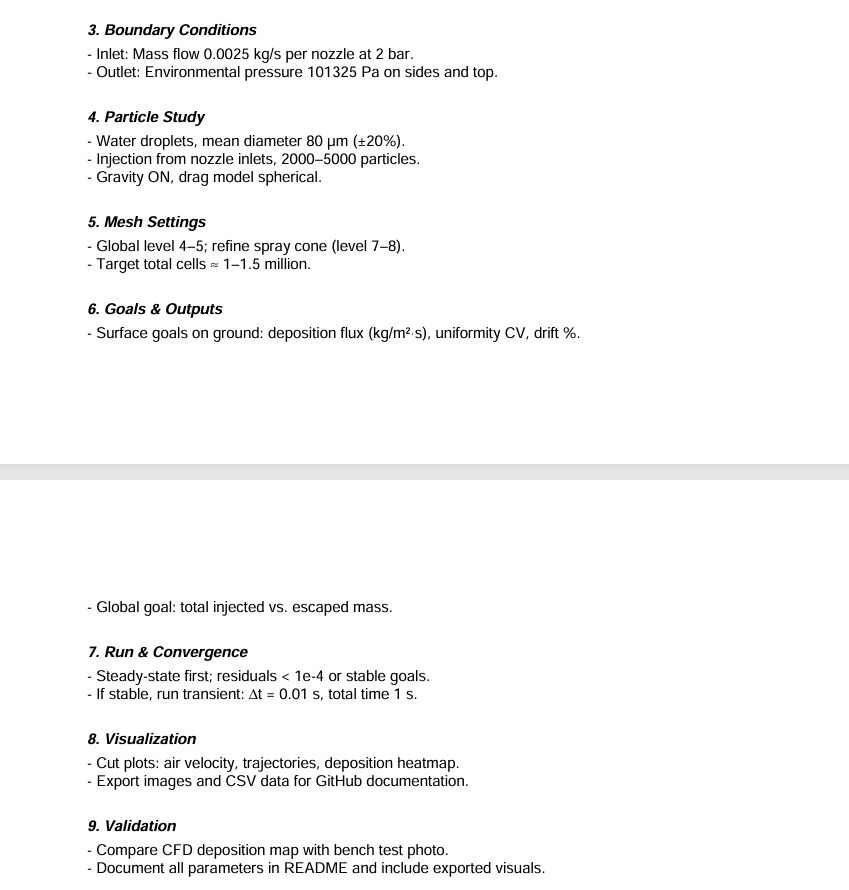 3. Boundary Conditions
- Inlet: Mass flow 0.0025 kg/s per nozzle at 2 bar.
- Outlet: Environmental pressure 101325 Pa on sides and top.
4. Particle Study
- Water droplets, mean diameter 80 µm (±20%).
- Injection from nozzle inlets, 2000–5000 particles.
- Gravity ON, drag model spherical.
5. Mesh Settings
- Global level 4–5; refine spray cone (level 7–8).
- Target total cells ≈ 1–1.5 million.
6. Goals & Outputs
- Surface goals on ground: deposition flux (kg/m²·s), uniformity CV, drift %.
- Global goal: total injected vs. escaped mass.
7. Run & Convergence
- Steady-state first; residuals < 1e-4 or stable goals.
- If stable, run transient: Δt = 0.01 s, total time 1 s.
8. Visualization
- Cut plots: air velocity, trajectories, deposition heatmap.
- Export images and CSV data for GitHub documentation.
9. Validation
- Compare CFD deposition map with bench test photo.
- Document all parameters in README and include exported visuals.